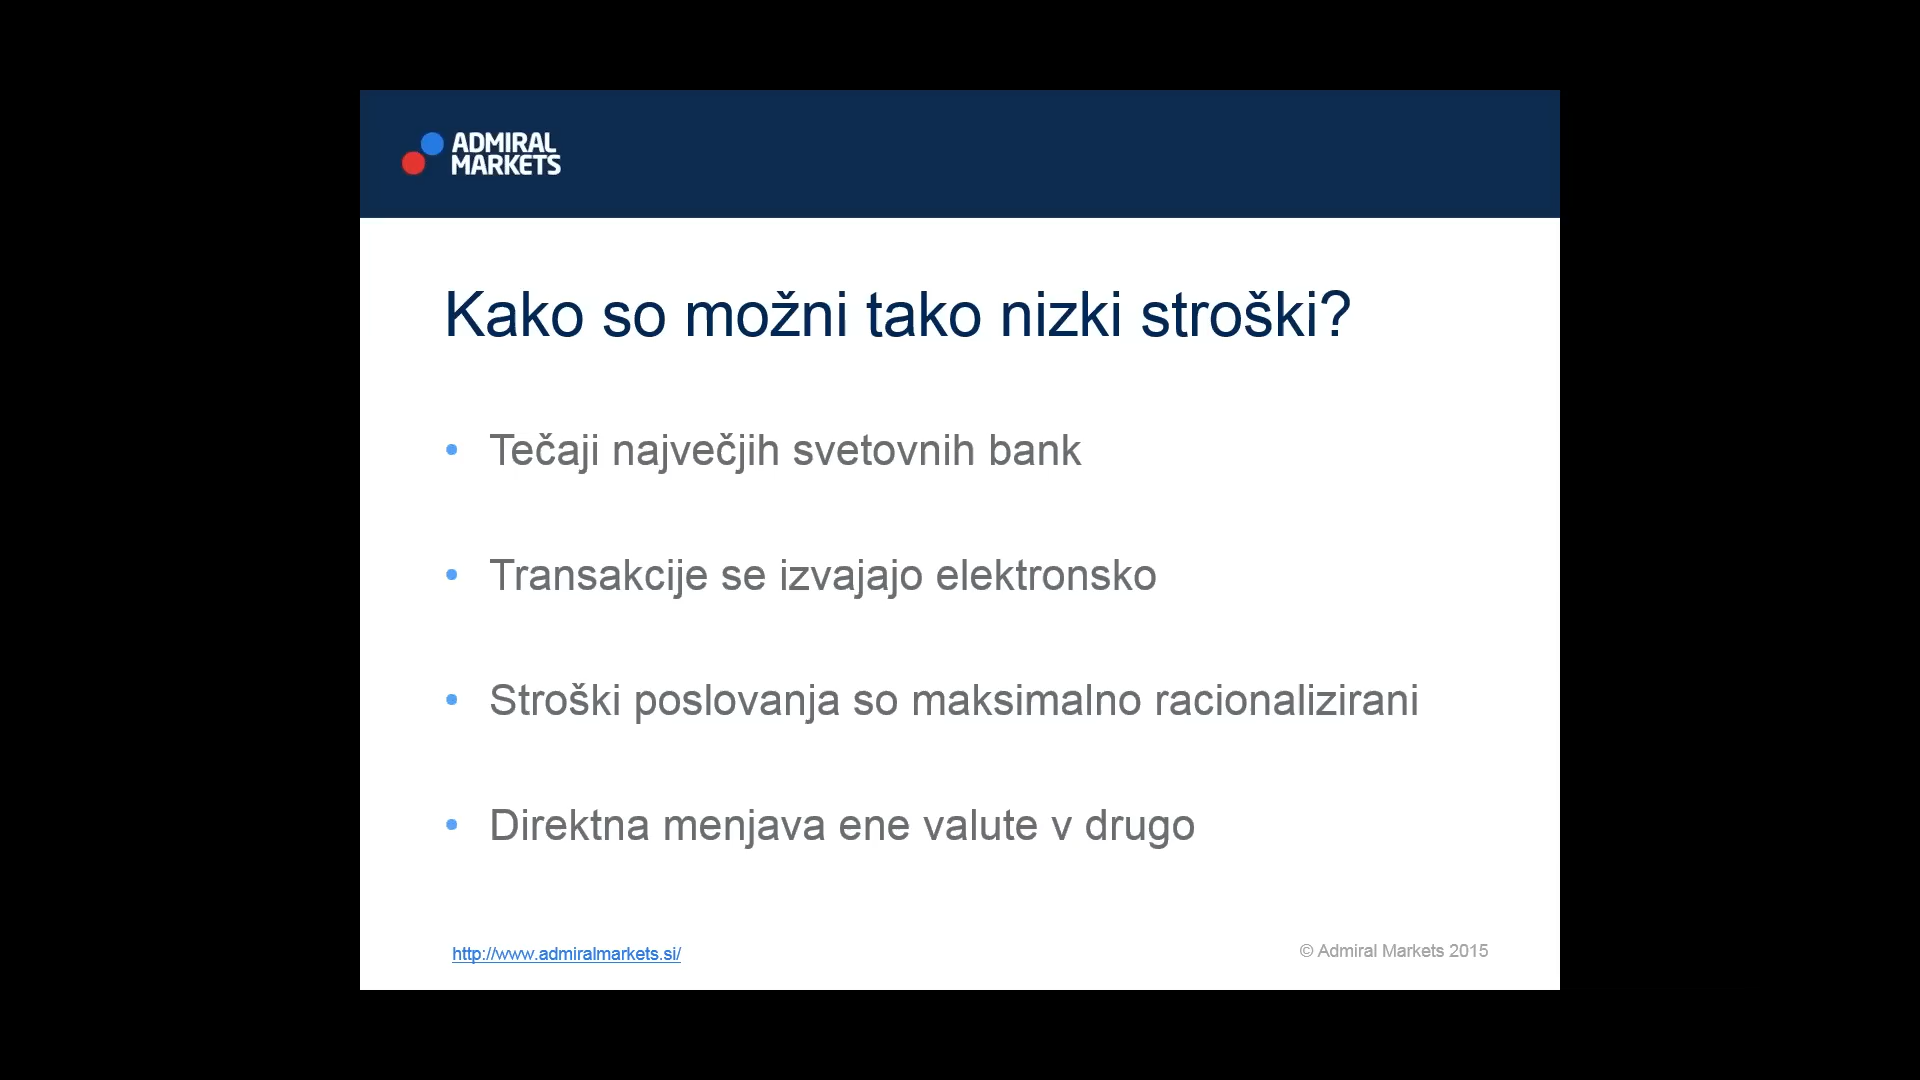 ADMIRAL
MARKETS
Kako so možni tako nizki stroški?
• Tečaji največjih svetovnih bank
• Transakcije se izvajajo elektronsko
• Stroški poslovanja so maksimalno racionalizirani
• Direktna menjava ene valute v drugo
http://www.admiralmarkets.si/
© Admiral Markets 2015